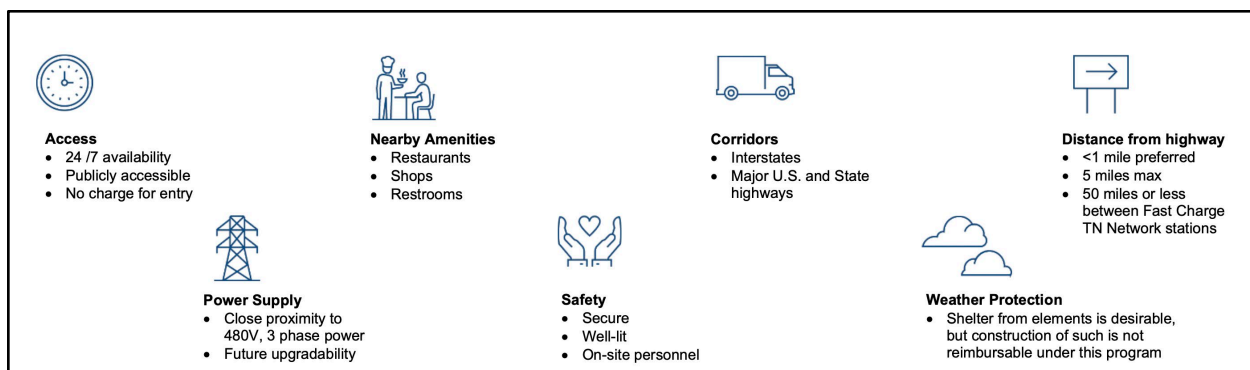 Access
• 24 /7 availability
• Publicly accessible
• No charge for entry
Nearby Amenities
• Restaurants
• Shops
• Restrooms
Corridors
• Interstates
• Major U.S. and State
highways
Distance from highway
• <1 mile preferred
• 5 miles max
• 50 miles or less
between Fast Charge
TN Network stations
Power Supply
• Close proximity to
480V, 3 phase power
• Future upgradability
Safety
• Secure
• Well-lit
• On-site personnel
Weather Protection
• Shelter from elements is desirable,
but construction of such is not
reimbursable under this program